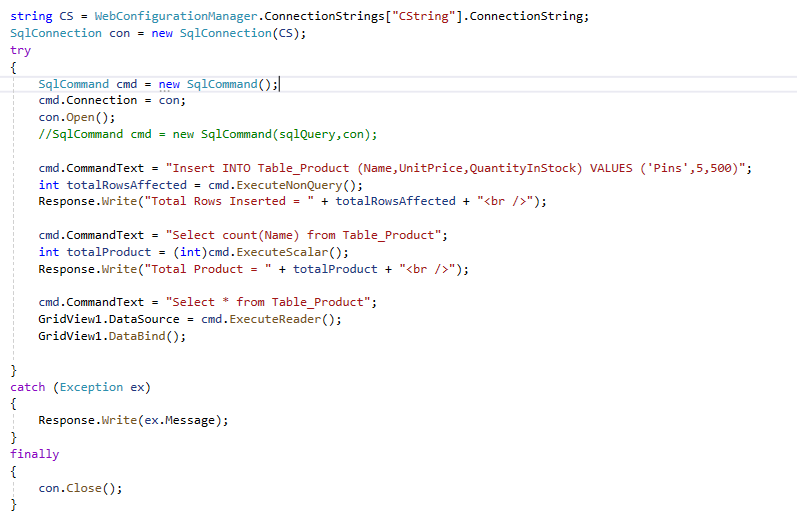 string CS = WebConfigurationManager.ConnectionStrings["CString"].ConnectionString;
SqlConnection con = new SqlConnection(CS);
try
{
    SqlCommand cmd = new SqlCommand();
    cmd.Connection = con;
    con.Open();
    //SqlCommand cmd = new SqlCommand(sqlQuery,con);

    cmd.CommandText = "Insert INTO Table_Product (Name,UnitPrice,QuantityInStock) VALUES ('Pins',5,500)";
    int totalRowsAffected = cmd.ExecuteNonQuery();
    Response.Write("Total Rows Inserted = " + totalRowsAffected + "<br />");

    cmd.CommandText = "Select count(Name) from Table_Product";
    int totalProduct = (int)cmd.ExecuteScalar();
    Response.Write("Total Product = " + totalProduct + "<br />");

    cmd.CommandText = "Select * from Table_Product";
    GridView1.DataSource = cmd.ExecuteReader();
    GridView1.DataBind();

}
catch (Exception ex)
{
    Response.Write(ex.Message);
}
finally
{
    con.Close();
}